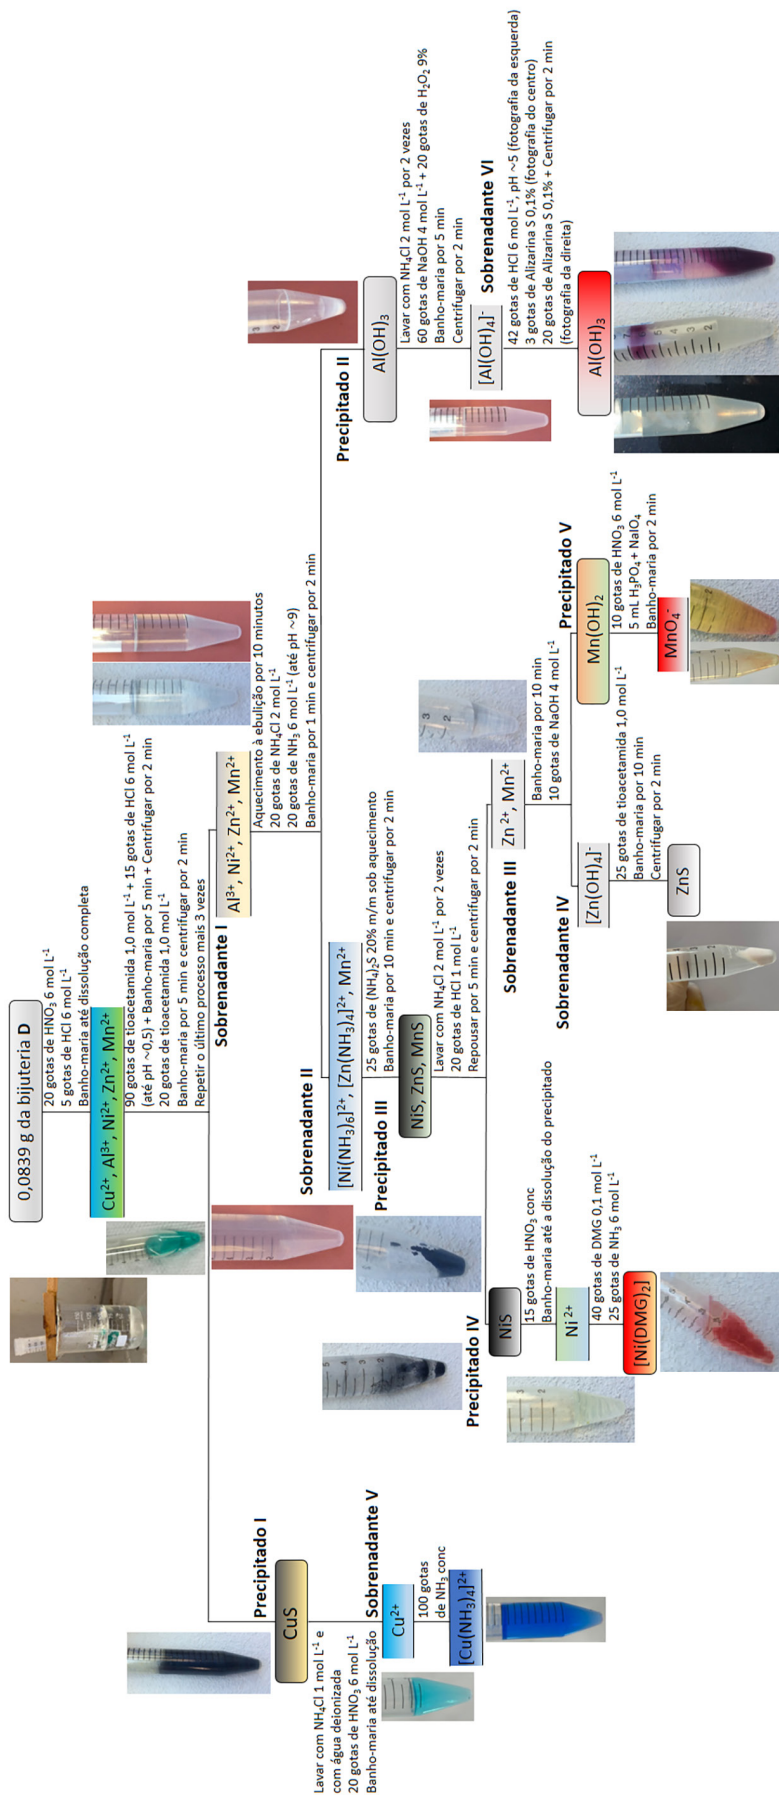 0,0839 g da bijuteria D
20 gotas de HNO₃ 6 mol L⁻¹
5 gotas de HCl 6 mol L⁻¹
Banho-maria até dissolução completa
Cu²⁺, Al³⁺, Ni²⁺, Zn²⁺, Mn²⁺
90 gotas de tioacetamida 1,0 mol L⁻¹ + 15 gotas de HCl 6 mol L⁻¹
(até pH ~0,5) + Banho-maria por 5 min + Centrifugar por 2 min
20 gotas de tioacetamida 1,0 mol L⁻¹
Banho-maria por 5 min e centrifugar por 2 min
Repetir o último processo mais 3 vezes
Precipitado I
CuS
Lavar com NH₄Cl 1 mol L⁻¹ e
com água deionizada
20 gotas de HNO₃ 6 mol L⁻¹
Banho-maria até dissolução
Sobrenadante V
Cu²⁺
100 gotas
de NH₃ conc
[Cu(NH₃)₄]²⁺
Sobrenadante I
Al³⁺, Ni²⁺, Zn²⁺, Mn²⁺
Aquecimento à ebulição por 10 minutos
20 gotas de NH₄Cl 2 mol L⁻¹
20 gotas de NH₃ 6 mol L⁻¹ (até pH ~9)
Banho-maria por 1 min e centrifugar por 2 min
Sobrenadante II
[Ni(NH₃)₆]²⁺, [Zn(NH₃)₄]²⁺, Mn²⁺
25 gotas de (NH₄)₂S 20% m/m sob aquecimento
Banho-maria por 10 min e centrifugar por 2 min
Precipitado III
NiS, ZnS, MnS
Lavar com NH₄Cl 2 mol L⁻¹ por 2 vezes
20 gotas de HCl 1 mol L⁻¹
Repousar por 5 min e centrifugar por 2 min
Precipitado IV
NiS
15 gotas de HNO₃ conc
Banho-maria até a dissolução do precipitado
Ni²⁺
40 gotas de DMG 0,1 mol L⁻¹
25 gotas de NH₃ 6 mol L⁻¹
[Ni(DMG)₂]
Sobrenadante III
Zn²⁺, Mn²⁺
Banho-maria por 10 min
10 gotas de NaOH 4 mol L⁻¹
Sobrenadante IV
[Zn(OH)₄]⁻
25 gotas de tioacetamida 1,0 mol L⁻¹
Banho-maria por 10 min
Centrifugar por 2 min
ZnS
Precipitado V
Mn(OH)₂
10 gotas de HNO₃ 6 mol L⁻¹
5 mL H₃PO₄ + NaIO₄
Banho-maria por 2 min
MnO₄⁻
Precipitado II
Al(OH)₃
Lavar com NH₄Cl 2 mol L⁻¹ por 2 vezes
60 gotas de NaOH 4 mol L⁻¹ + 20 gotas de H₂O₂ 9%
Banho-maria por 5 min
Centrifugar por 2 min
Sobrenadante VI
[Al(OH)₄]⁻
42 gotas de HCl 6 mol L⁻¹, pH ~5 (fotografia da esquerda)
3 gotas de Alizarina S 0,1% (fotografia do centro)
20 gotas de Alizarina S 0,1% + Centrifugar por 2 min
(fotografia da direita)
Al(OH)₃